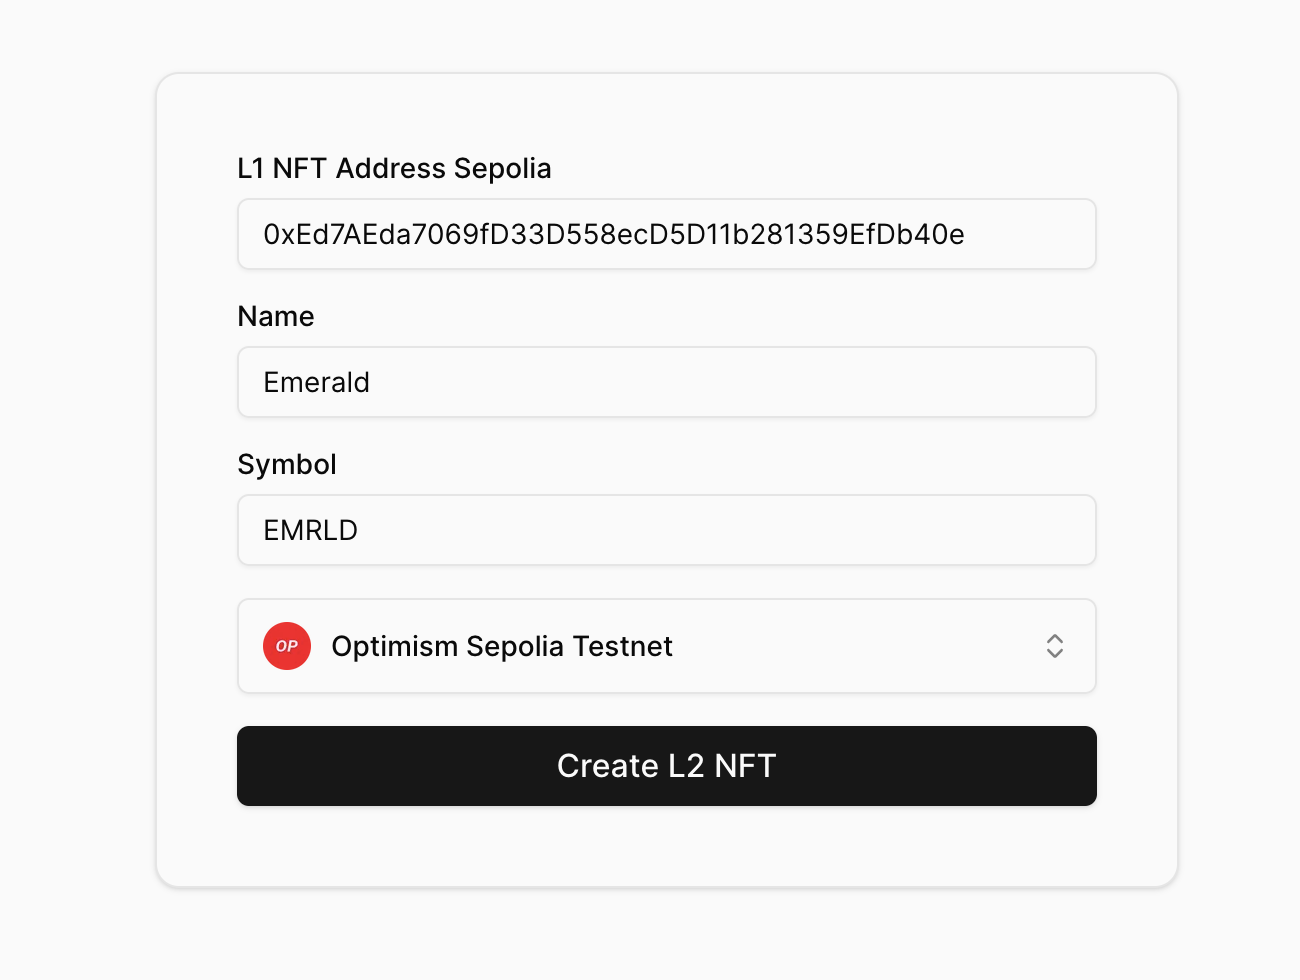 L1 NFT Address Sepolia
0xEd7AEda7069fD33D558ecD5D11b281359EfDb40e
Name
Emerald
Symbol
EMRLD
OP Optimism Sepolia Testnet
Create L2 NFT